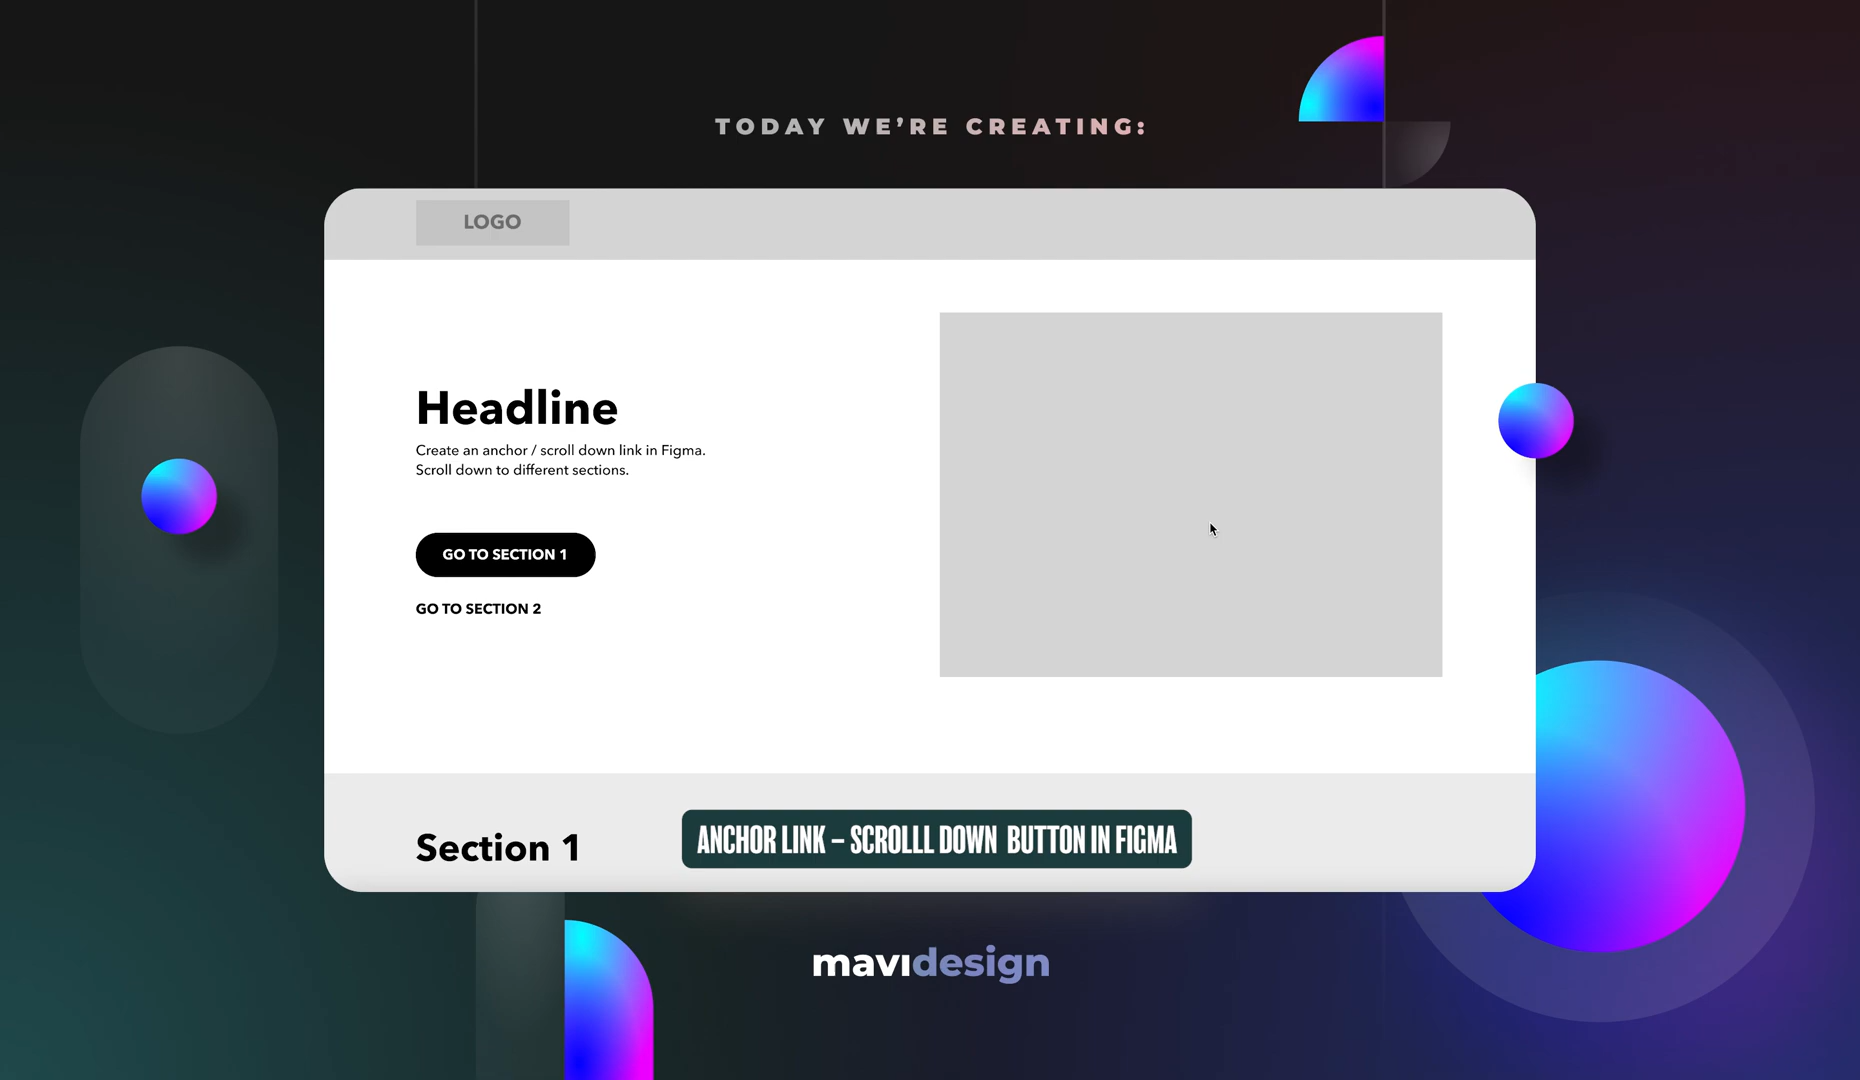 TODAY WE’RE CREATING:
LOGO
Headline
Create an anchor / scroll down link in Figma.
Scroll down to different sections.
GO TO SECTION 1
GO TO SECTION 2
Section 1
ANCHOR LINK – SCROLLL DOWN BUTTON IN FIGMA
mavıdesign